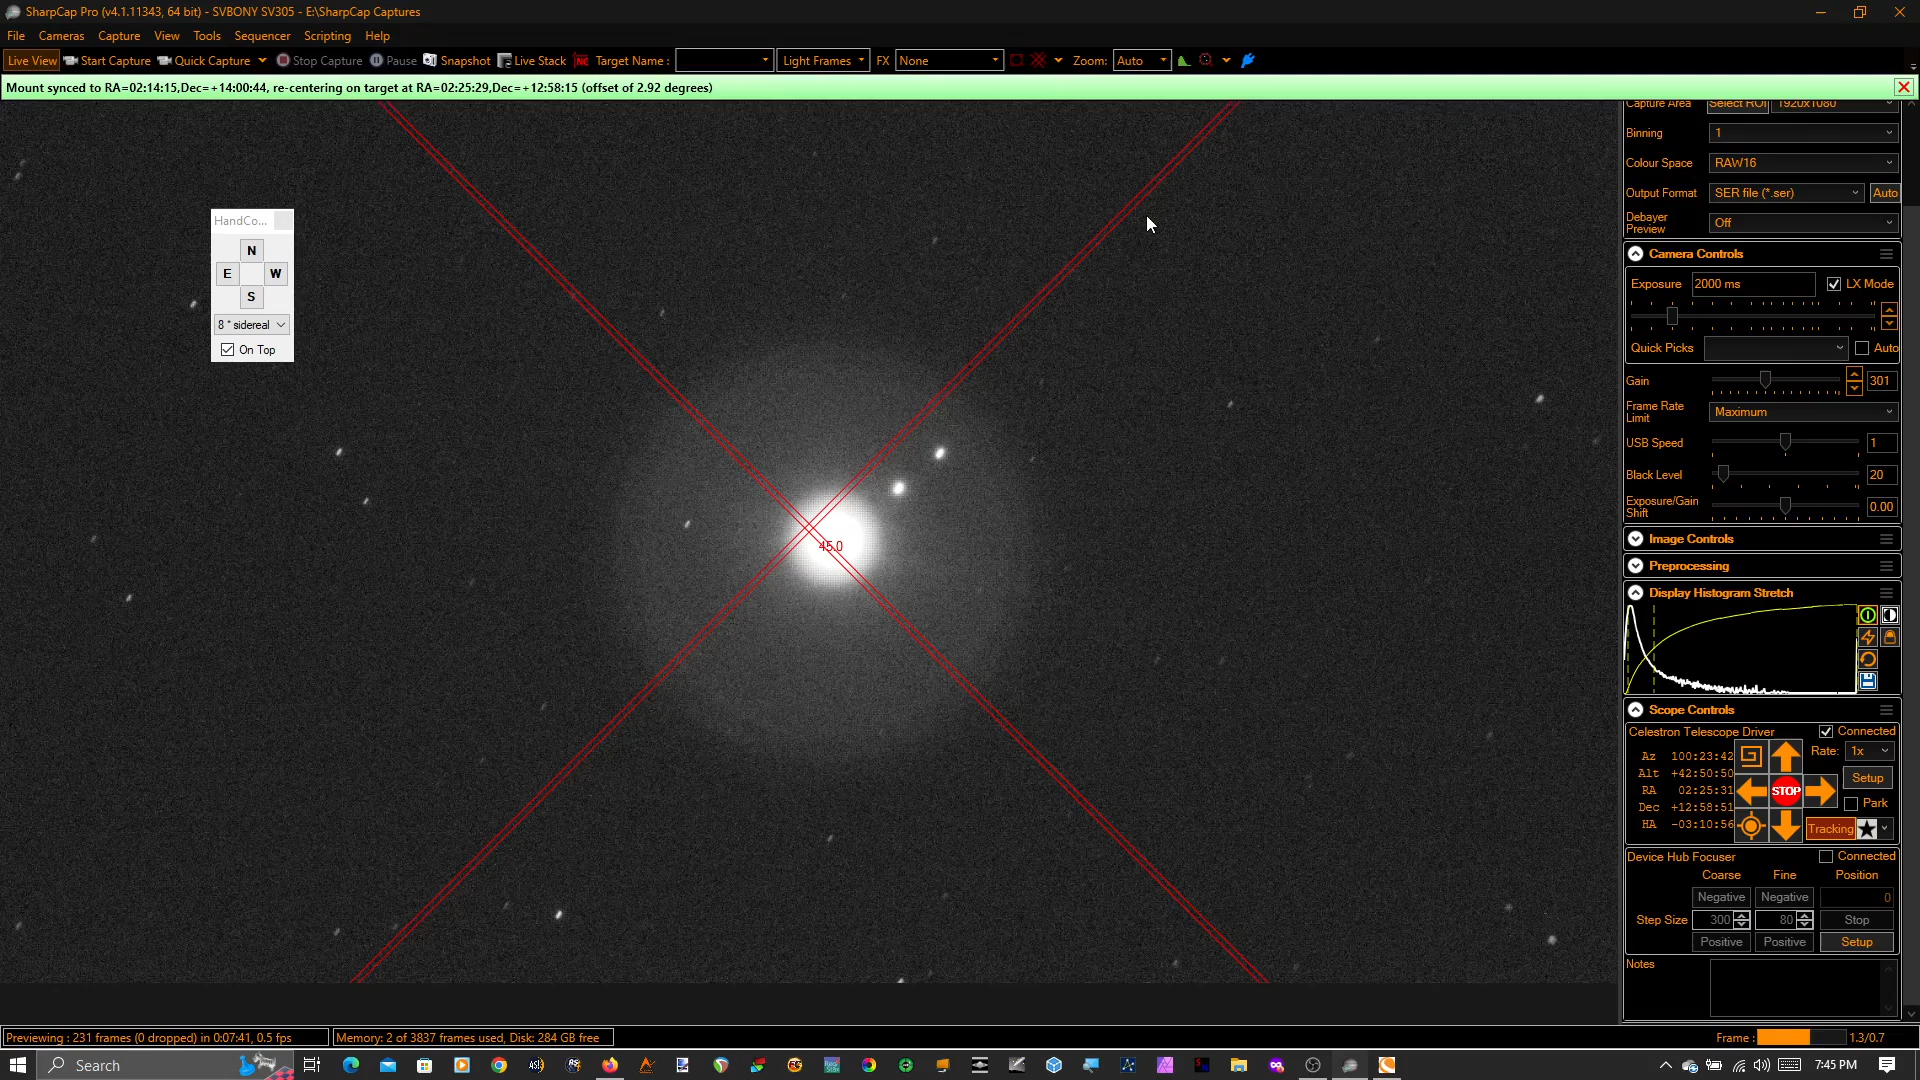 SharpCap Pro (v4.1.11343, 64 bit) - SVBONY SV305 - E:\SharpCap Captures
File Cameras Capture View Tools Sequencer Scripting Help
Live View Start Capture Quick Capture Stop Capture Pause Snapshot Live Stack Target Name : Light Frames FX None Zoom: Auto
Mount synced to RA=02:14:15,Dec=+14:00:44, re-centering on target at RA=02:25:29,Dec=+12:58:15 (offset of 2.92 degrees)
Capture Area Select ROI 1920x1080
Binning 1
Colour Space RAW16
Output Format SER file (*.ser) Auto
Debayer Preview Off
HandCo...
N
E W
S
8 * sidereal
On Top
45.0
Camera Controls
Exposure 2000 ms LX Mode
Quick Picks Auto
Gain 301
Frame Rate Limit Maximum
USB Speed 1
Black Level 20
Exposure/Gain Shift 0.00
Image Controls
Preprocessing
Display Histogram Stretch
Scope Controls
Celestron Telescope Driver Connected
Az 100:23:42 Rate: 1x
Alt +42:50:50 Setup
RA 02:25:31 STOP
Dec +12:58:51 Park
HA -03:10:56 Tracking
Device Hub Focuser Connected
Coarse Fine Position
Negative Negative 0
Step Size 300 80 Stop
Positive Positive Setup
Notes
Previewing : 231 frames (0 dropped) in 0:07:41, 0.5 fps Memory: 2 of 3837 frames used, Disk: 284 GB free Frame : 1.3/0.7
Search 7:45 PM